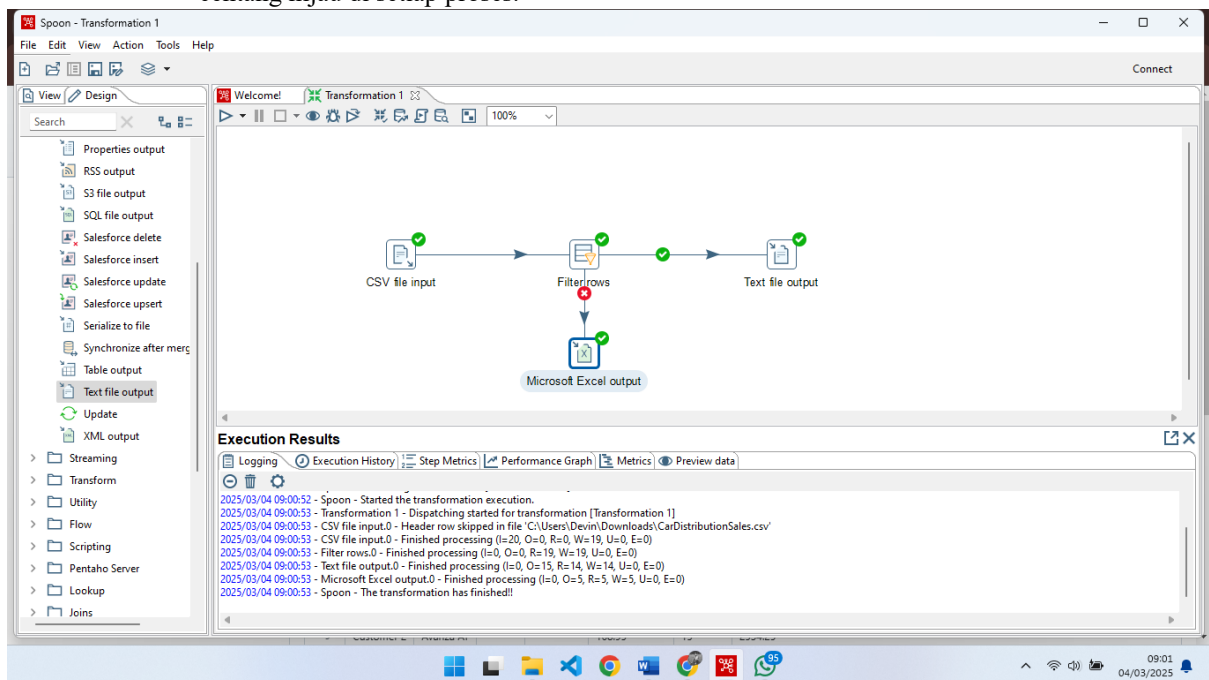 centang hijau di setiap proses.
Spoon - Transformation 1
File Edit View Action Tools Help
Connect
View Design
Welcome! Transformation 1
Search
100%
Properties output
RSS output
S3 file output
SQL file output
Salesforce delete
Salesforce insert
Salesforce update
Salesforce upsert
Serialize to file
Synchronize after merg
Table output
Text file output
Update
XML output
Streaming
Transform
Utility
Flow
Scripting
Pentaho Server
Lookup
Joins
CSV file input
Filter rows
Text file output
Microsoft Excel output
Execution Results
Logging Execution History Step Metrics Performance Graph Metrics Preview data
2025/03/04 09:00:52 - Spoon - Started the transformation execution.
2025/03/04 09:00:53 - Transformation 1 - Dispatching started for transformation [Transformation 1]
2025/03/04 09:00:53 - CSV file input.0 - Header row skipped in file 'C:\Users\Devin\Downloads\CarDistributionSales.csv'
2025/03/04 09:00:53 - CSV file input.0 - Finished processing (I=20, O=0, R=0, W=19, U=0, E=0)
2025/03/04 09:00:53 - Filter rows.0 - Finished processing (I=0, O=0, R=19, W=19, U=0, E=0)
2025/03/04 09:00:53 - Text file output.0 - Finished processing (I=0, O=15, R=14, W=14, U=0, E=0)
2025/03/04 09:00:53 - Microsoft Excel output.0 - Finished processing (I=0, O=5, R=5, W=5, U=0, E=0)
2025/03/04 09:00:53 - Spoon - The transformation has finished!!
95
09:01
04/03/2025